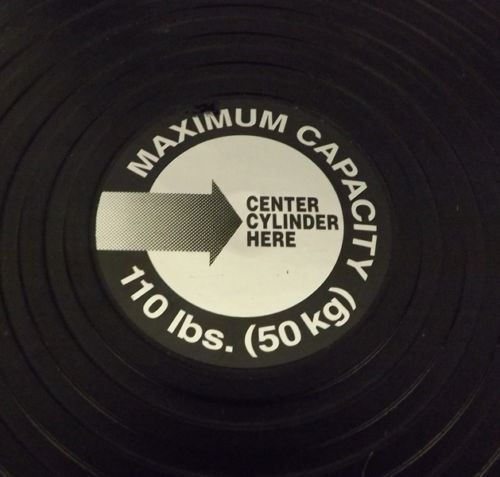 MAXIMUM CAPACITY
CENTER
CYLINDER
HERE
110 lbs. (50 kg)